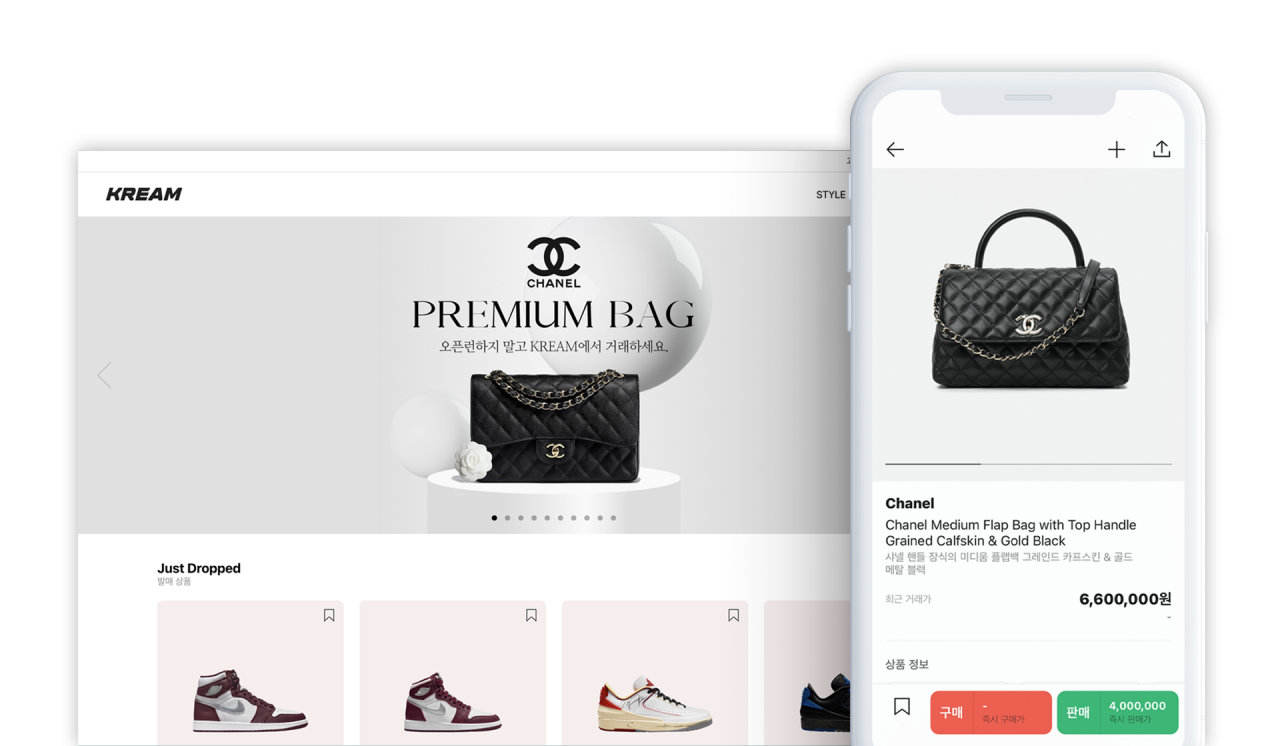 KREAM
STYLE
CHANEL
PREMIUM BAG
오픈런하지 말고 KREAM에서 거래하세요.
Just Dropped
발매 상품
Chanel
Chanel Medium Flap Bag with Top Handle
Grained Calfskin & Gold Black
샤넬 핸들 장식의 미디움 플랩백 그레인드 카프스킨 & 골드
메탈 블랙
최근 거래가
6,600,000원
-
상품 정보
구매
-
즉시 구매가
판매
4,000,000
즉시 판매가